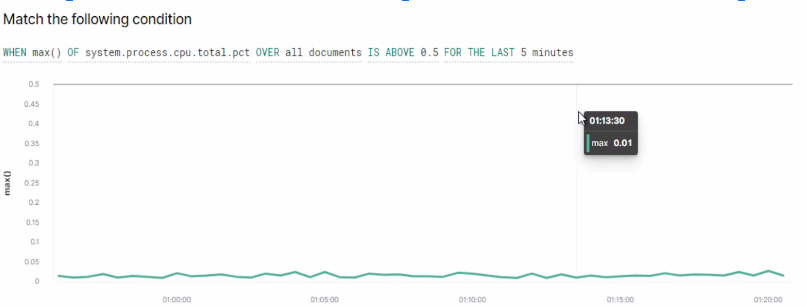 Match the following condition
WHEN max() OF system.process.cpu.total.pct OVER all documents IS ABOVE 0.5 FOR THE LAST 5 minutes
0.5
0.45
0.4
0.35
0.3
0.25
0.2
0.15
0.1
0.05
0
max()
01:13:30
max 0.01
01:00:00 01:05:00 01:10:00 01:15:00 01:20:00